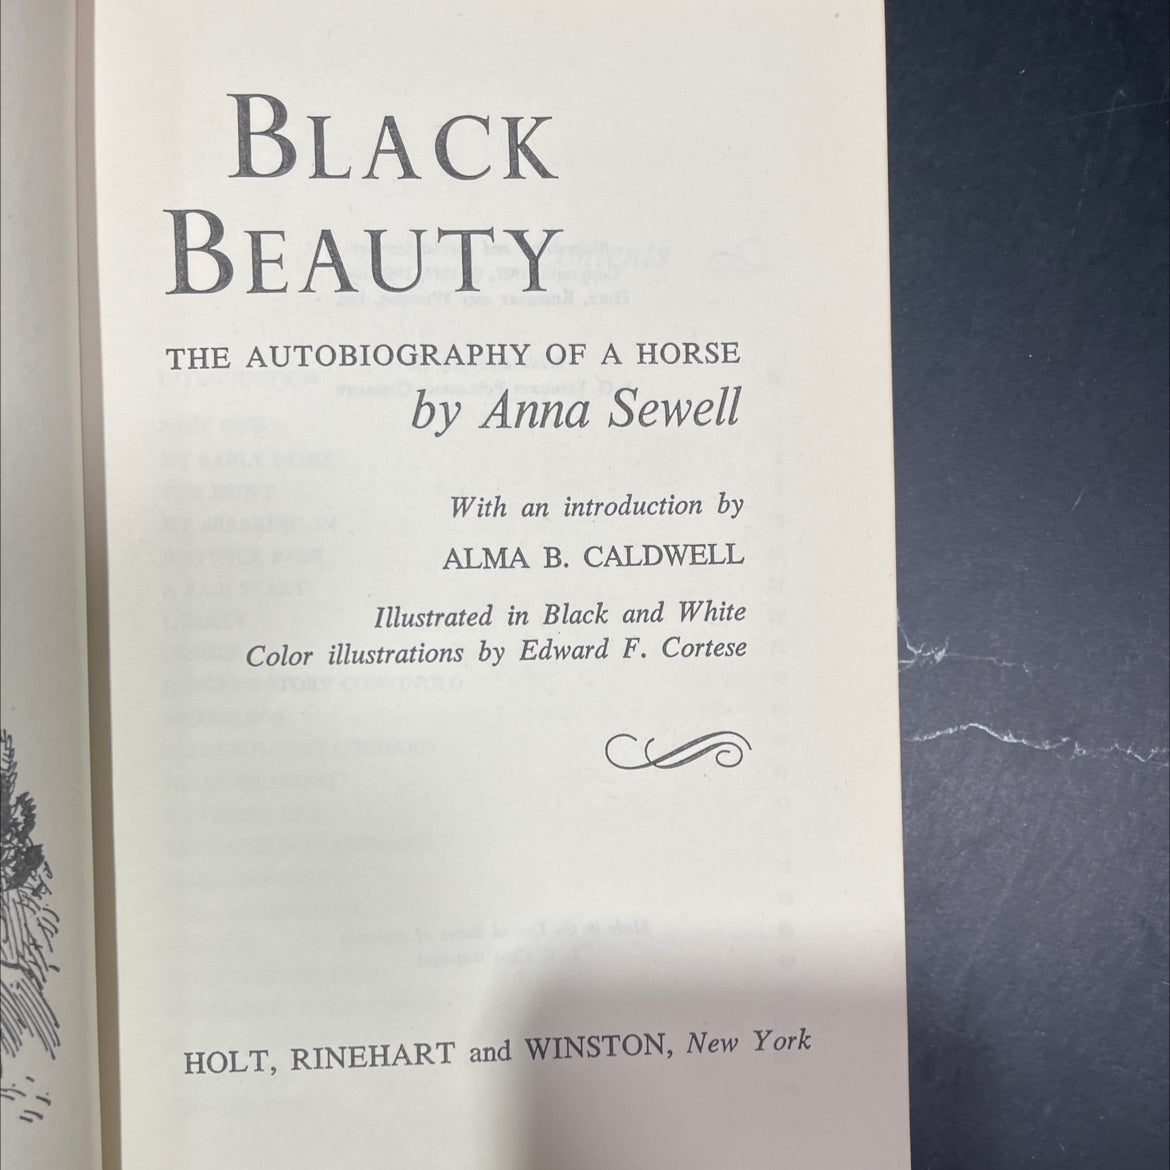 BLACK
BEAUTY
THE AUTOBIOGRAPHY OF A HORSE
by Anna Sewell
With an introduction by
ALMA B. CALDWELL
Illustrated in Black and White
Color illustrations by Edward F. Cortese
HOLT, RINEHART and WINSTON, New York